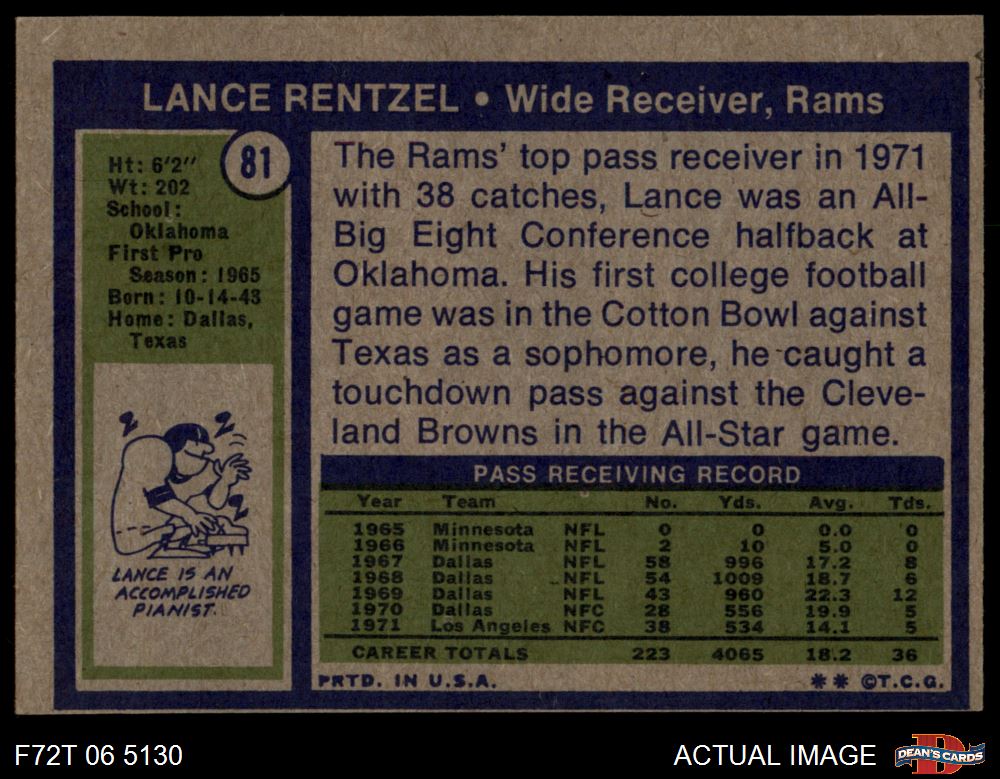 LANCE RENTZEL • Wide Receiver, Rams
81
Ht: 6'2"
Wt: 202
School:
Oklahoma
First Pro
Season: 1965
Born: 10-14-43
Home: Dallas,
Texas
Z Z
Z
LANCE IS AN
ACCOMPLISHED
PIANIST.
The Rams' top pass receiver in 1971
with 38 catches, Lance was an All-
Big Eight Conference halfback at
Oklahoma. His first college football
game was in the Cotton Bowl against
Texas as a sophomore, he caught a
touchdown pass against the Cleve-
land Browns in the All-Star game.
PASS RECEIVING RECORD
Year Team No. Yds. Avg. Tds.
1965 Minnesota NFL 0 0 0.0 0
1966 Minnesota NFL 2 10 5.0 0
1967 Dallas NFL 58 996 17.2 8
1968 Dallas NFL 54 1009 18.7 6
1969 Dallas NFL 43 960 22.3 12
1970 Dallas NFC 28 556 19.9 5
1971 Los Angeles NFC 38 534 14.1 5
CAREER TOTALS 223 4065 18.2 36
PRTD. IN U.S.A. ** ©T.C.G.
F72T 06 5130 ACTUAL IMAGE D DEAN'S CARDS